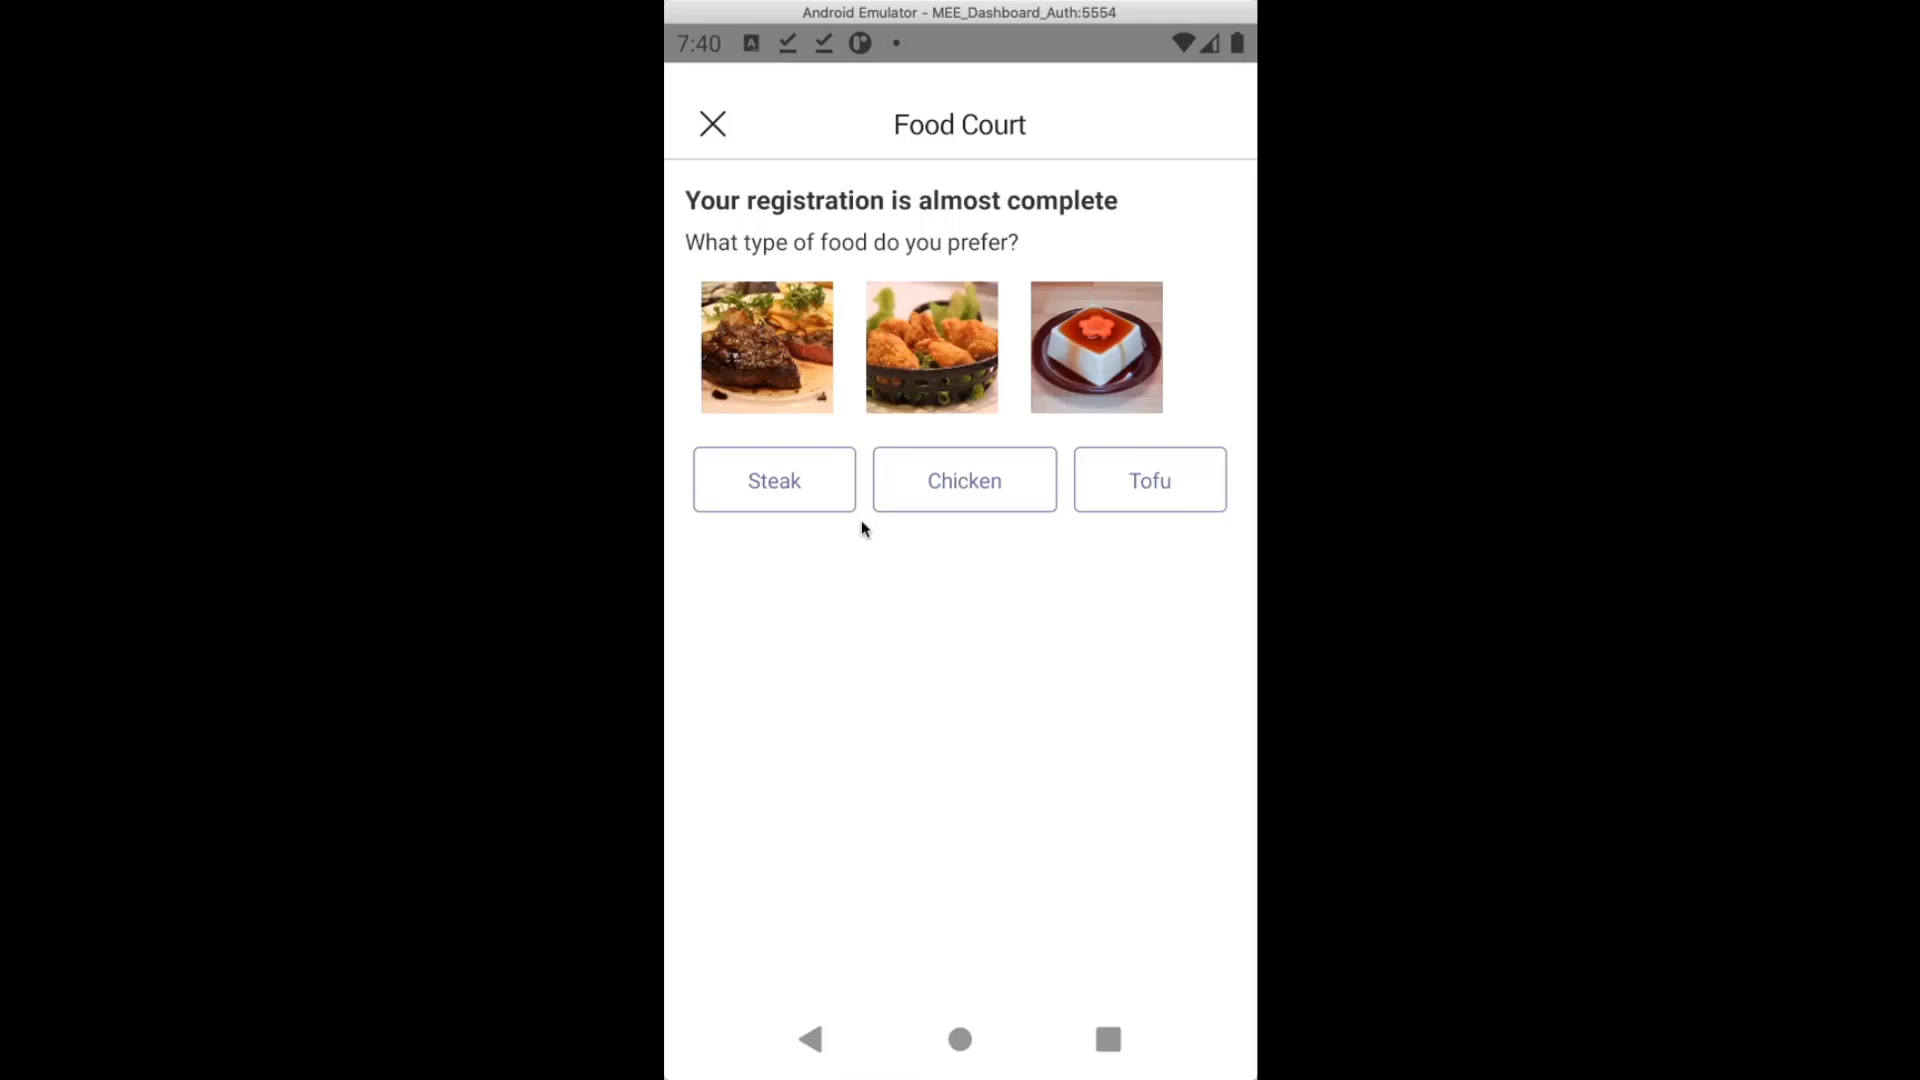 Android Emulator - MEE_Dashboard_Auth:5554
7:40
Food Court
Your registration is almost complete
What type of food do you prefer?
Steak Chicken Tofu